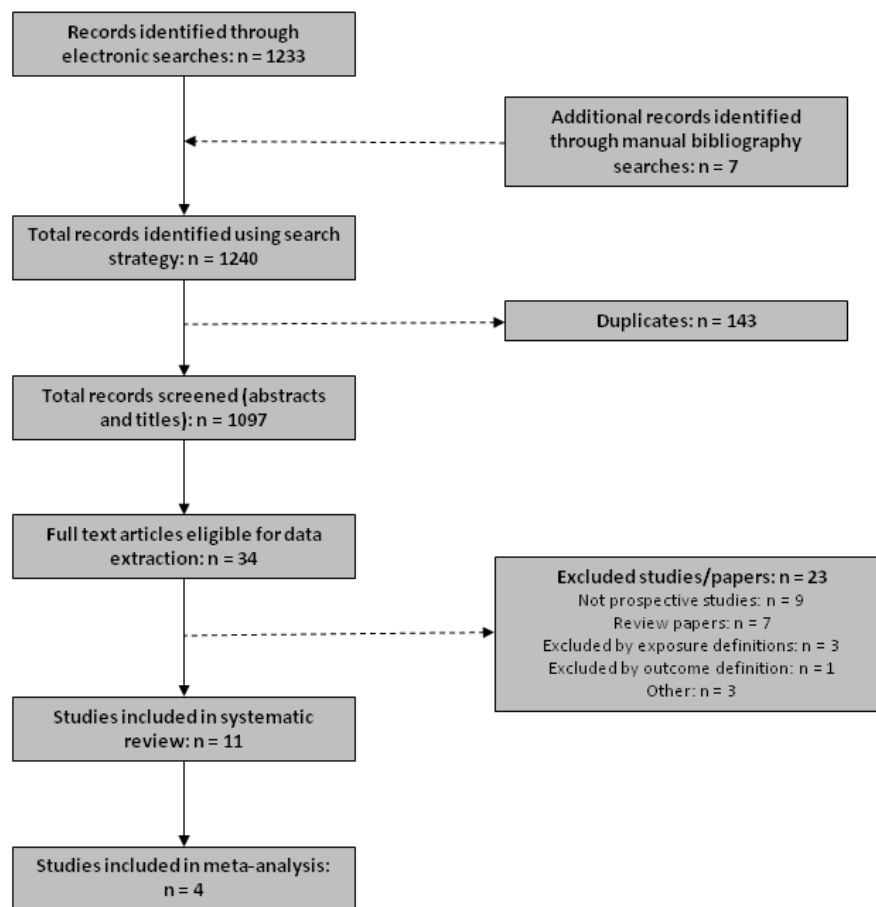 Records identified through
electronic searches: n = 1233
Additional records identified
through manual bibliography
searches: n = 7
Total records identified using search
strategy: n = 1240
Duplicates: n = 143
Total records screened (abstracts
and titles): n = 1097
Full text articles eligible for data
extraction: n = 34
Excluded studies/papers: n = 23
Not prospective studies: n = 9
Review papers: n = 7
Excluded by exposure definitions: n = 3
Excluded by outcome definition: n = 1
Other: n = 3
Studies included in systematic
review: n = 11
Studies included in meta-analysis:
n = 4